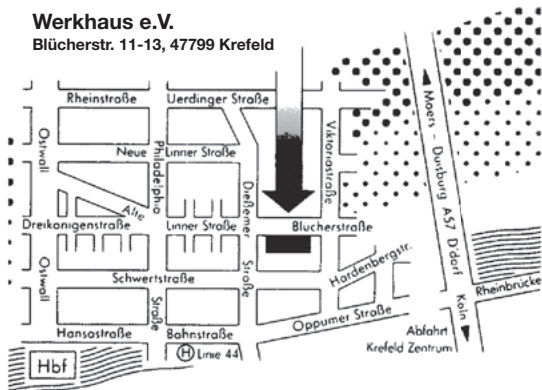 Werkhaus e.V.
Blücherstr. 11-13, 47799 Krefeld
Rheinstraße
Uerdinger Straße
Ostwall
Neue Linner Straße
Philadelphia
Viktoriastraße
Moers – Duisburg A57 D'dorf Köln
Alte
Dießemer
Dreikönigenstraße
Linner Straße
Blücherstraße
Ostwall
Schwertstraße
Straße
Straße
Hardenbergstr.
Rheinbrücke
Oppumer Straße
Hansastraße
Bahnstraße
Abfahrt
Krefeld Zentrum
Hbf
H Linie 44